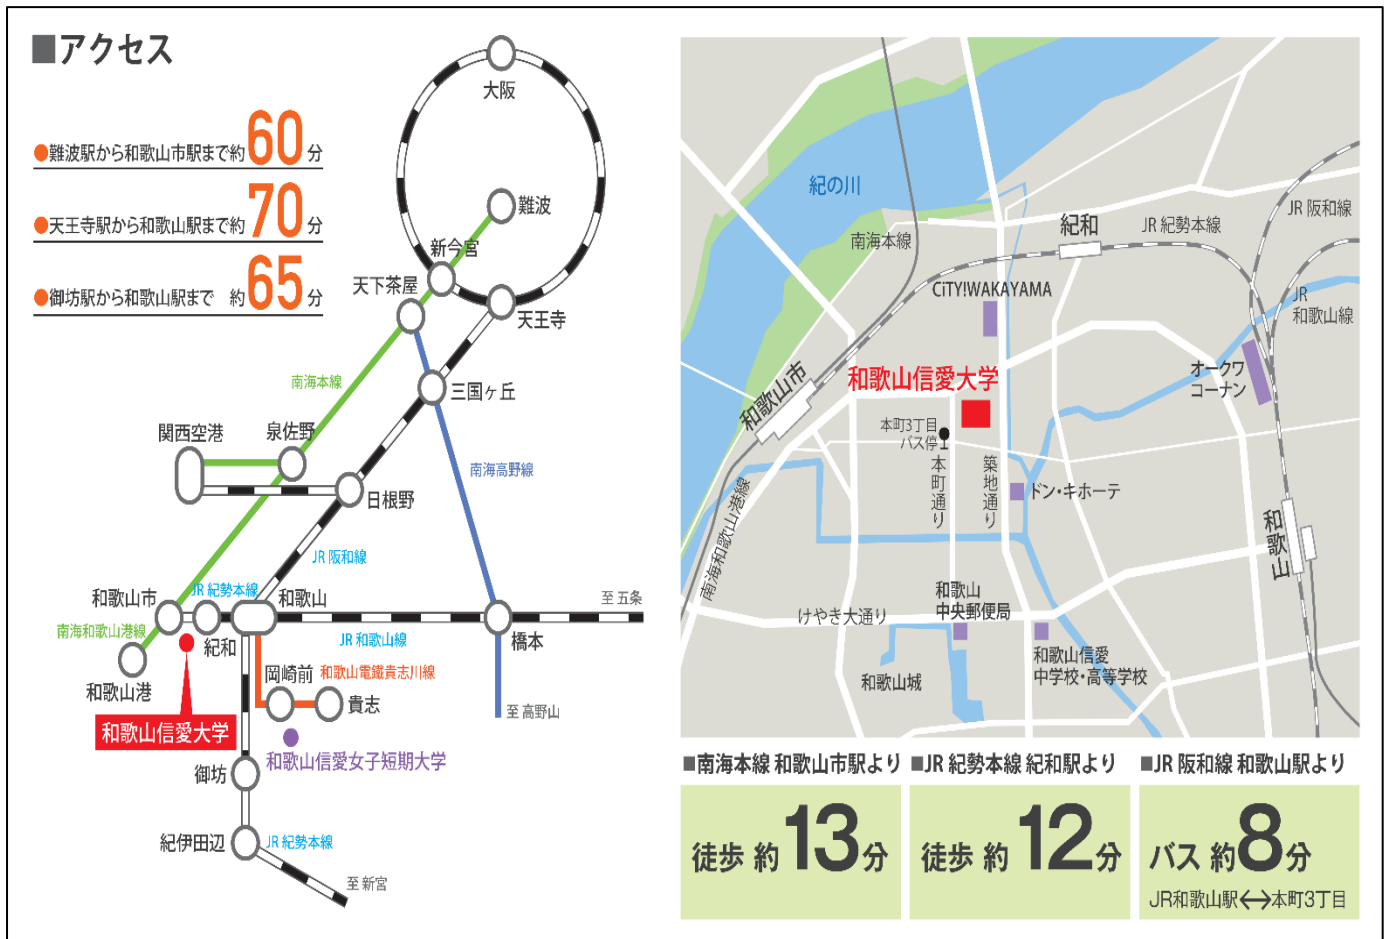 ■アクセス
●難波駅から和歌山市駅まで約60分
●天王寺駅から和歌山駅まで約70分
●御坊駅から和歌山駅まで 約65分
大阪
難波
新今宮
天下茶屋
天王寺
南海本線
三国ヶ丘
関西空港
泉佐野
南海高野線
日根野
JR 阪和線
和歌山市
JR 紀勢本線
和歌山
至 五条
南海和歌山港線
紀和
JR 和歌山線
橋本
和歌山港
岡崎前
和歌山電鐵貴志川線
貴志
至 高野山
和歌山信愛大学
和歌山信愛女子短期大学
御坊
紀伊田辺
JR 紀勢本線
至 新宮
紀の川
南海本線
紀和
JR 紀勢本線
JR 阪和線
CiTY!WAKAYAMA
JR
和歌山線
オークワ
コーナン
和歌山市
和歌山信愛大学
本町3丁目
バス停
本町通り
築地通り
ドン・キホーテ
南海和歌山港線
和歌山
けやき大通り
和歌山
中央郵便局
和歌山城
和歌山信愛
中学校・高等学校
■南海本線 和歌山市駅より
徒歩 約13分
■JR 紀勢本線 紀和駅より
徒歩 約12分
■JR 阪和線 和歌山駅より
バス 約8分
JR和歌山駅↔本町3丁目